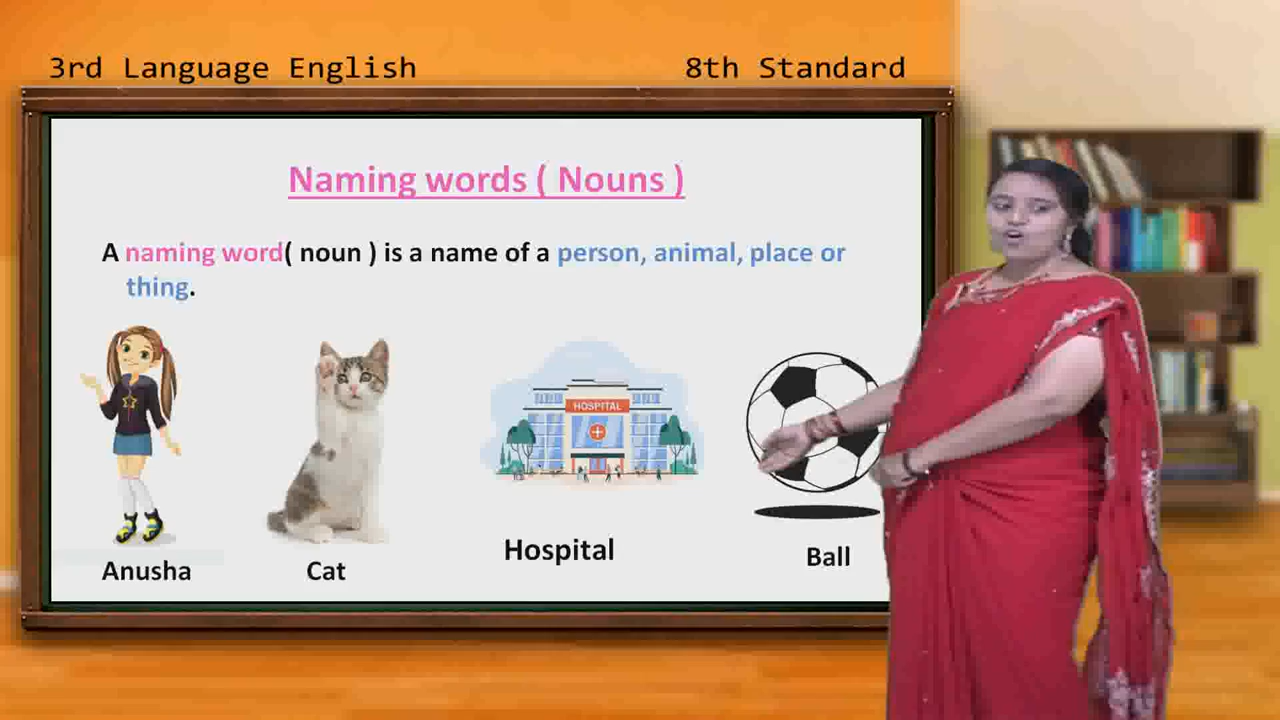 3rd Language English
8th Standard
Naming words ( Nouns )
A naming word( noun ) is a name of a person, animal, place or
thing.
HOSPITAL
Anusha
Cat
Hospital
Ball